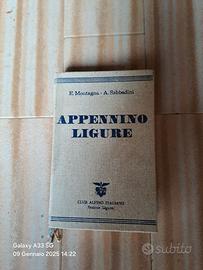 E. Montagna - A. Sabbadini
APPENNINO
LIGURE
CLUB ALPINO ITALIANO
Sezione Ligure
Galaxy A33 5G
09 Gennaio 2025 14:22
subito